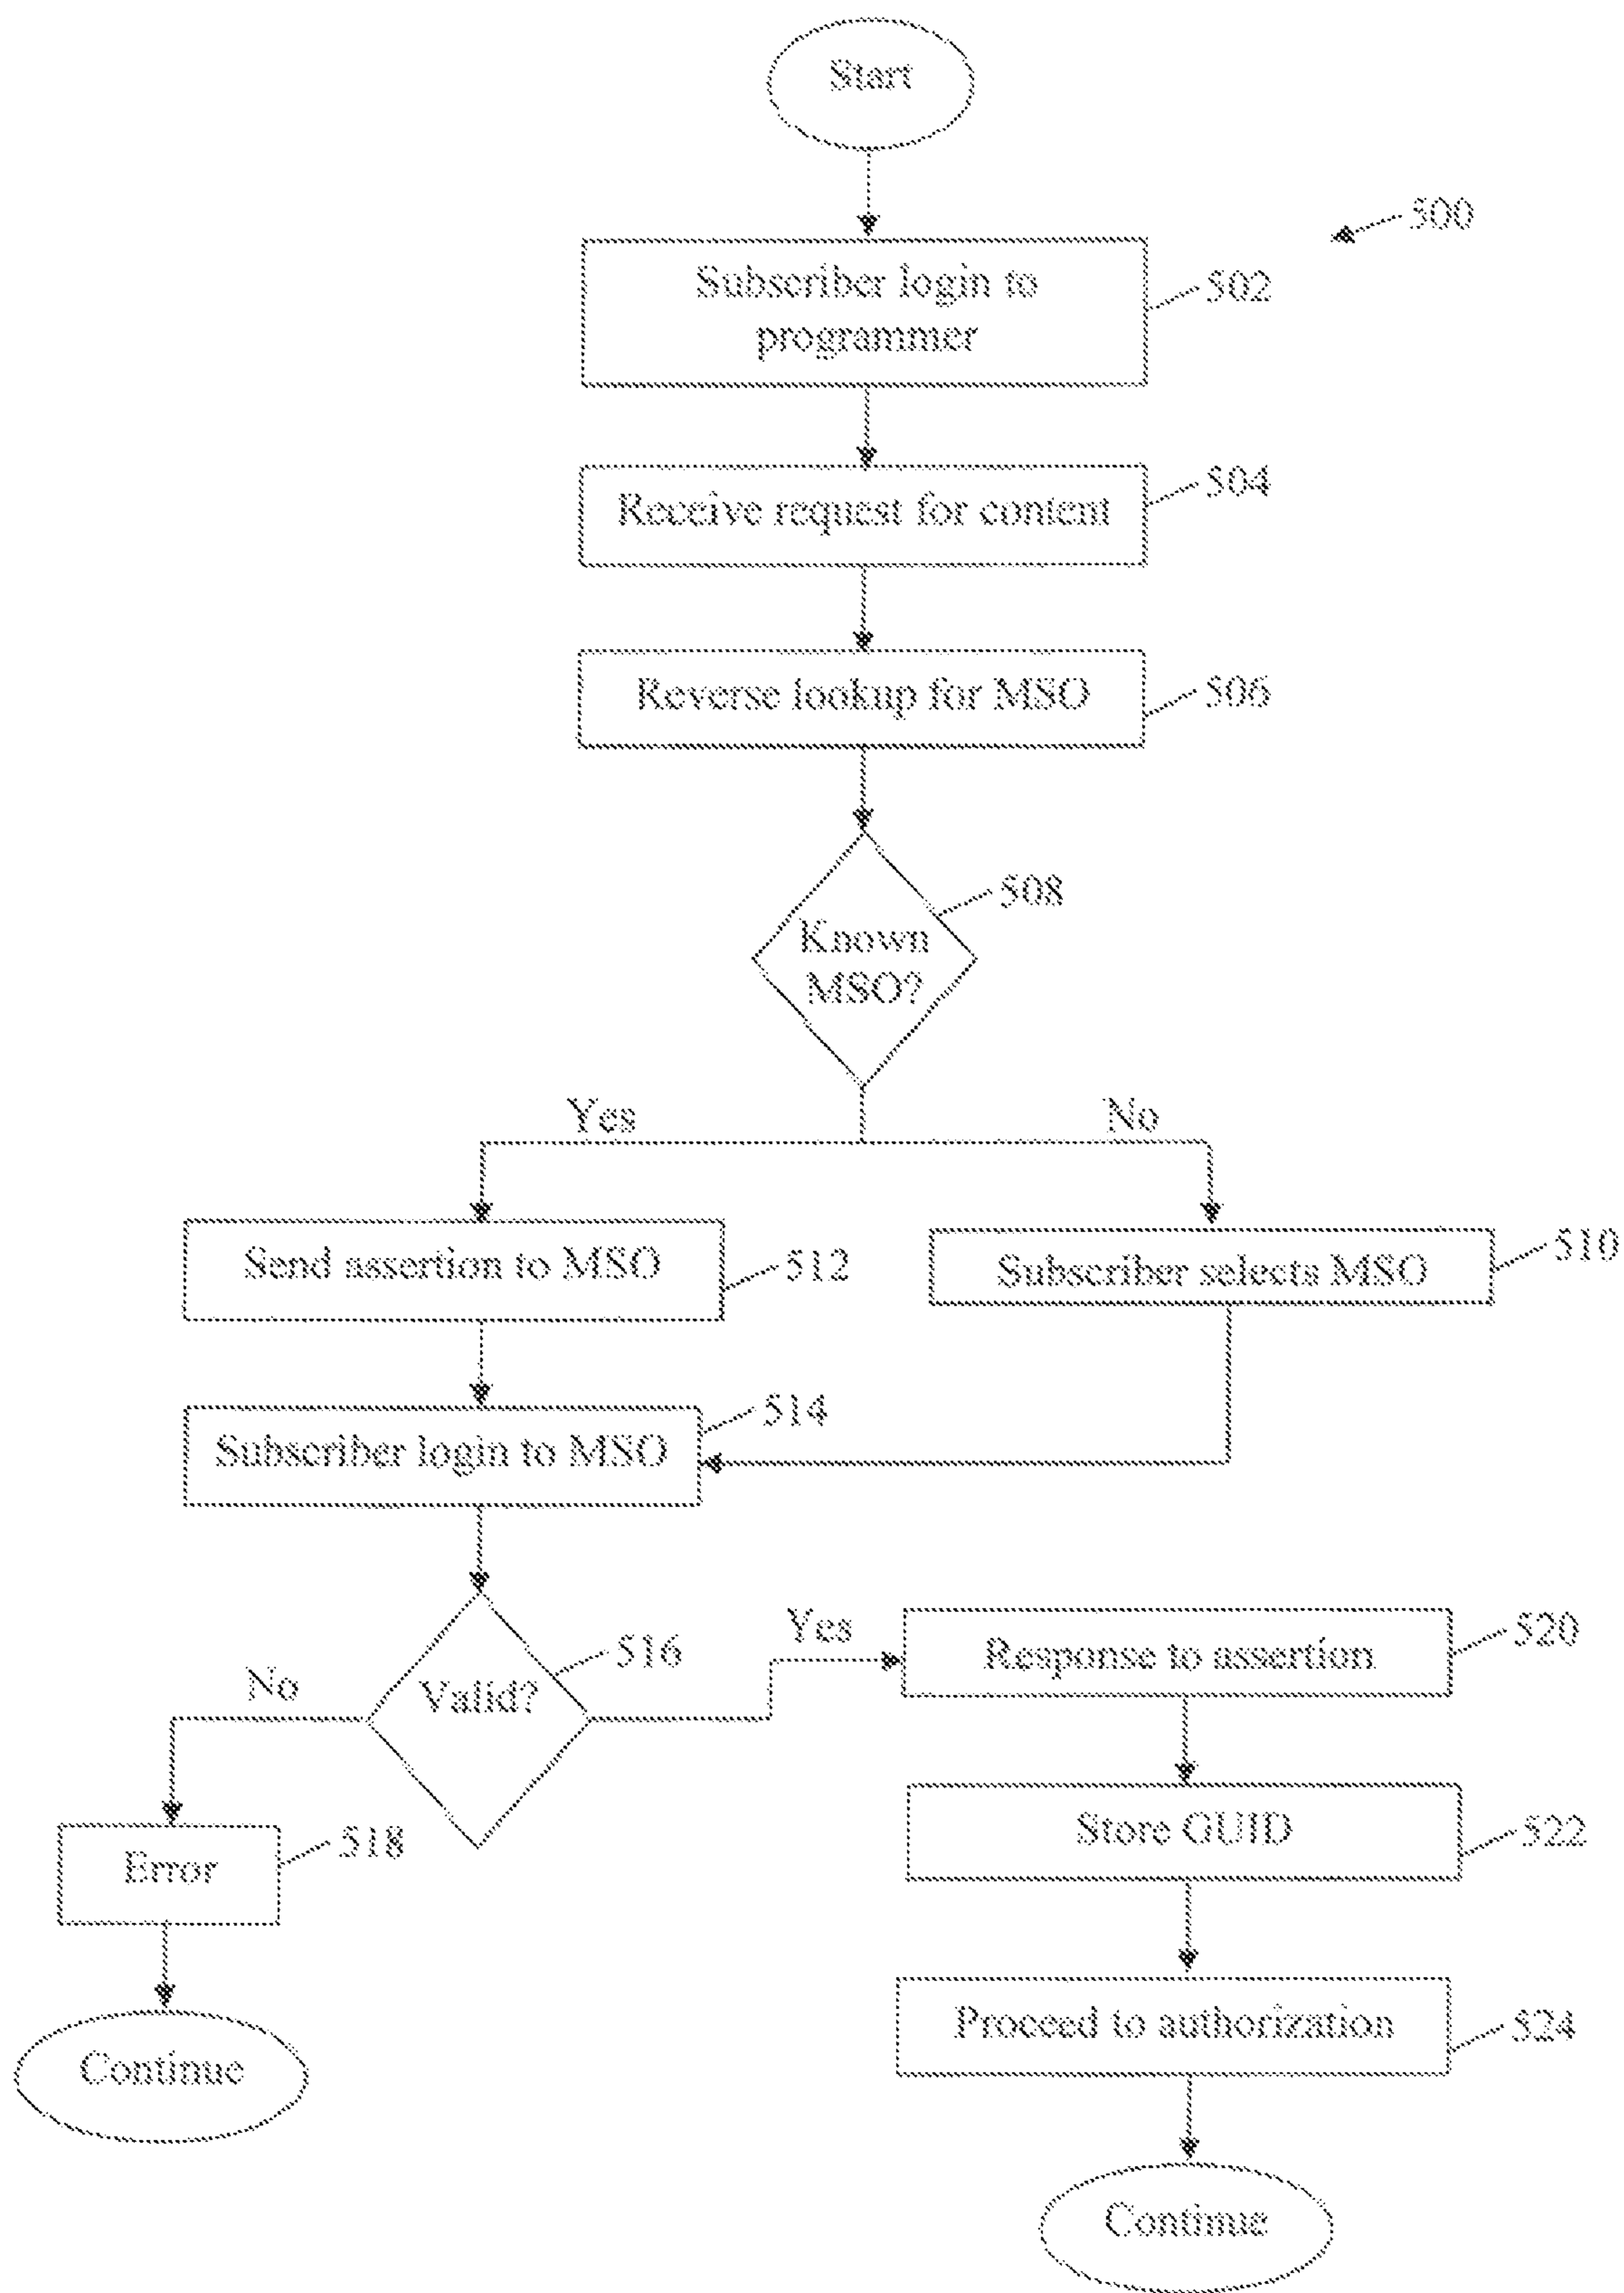 Start
500
Subscriber login to
programmer
502
Receive request for content
504
Reverse lookup for MSO
506
Known
MSO?
508
Yes
No
Send assertion to MSO
512
Subscriber selects MSO
510
Subscriber login to MSO
514
Valid?
516
No
Yes
Response to assertion
520
Error
518
Store GUID
522
Continue
Proceed to authorization
524
Continue